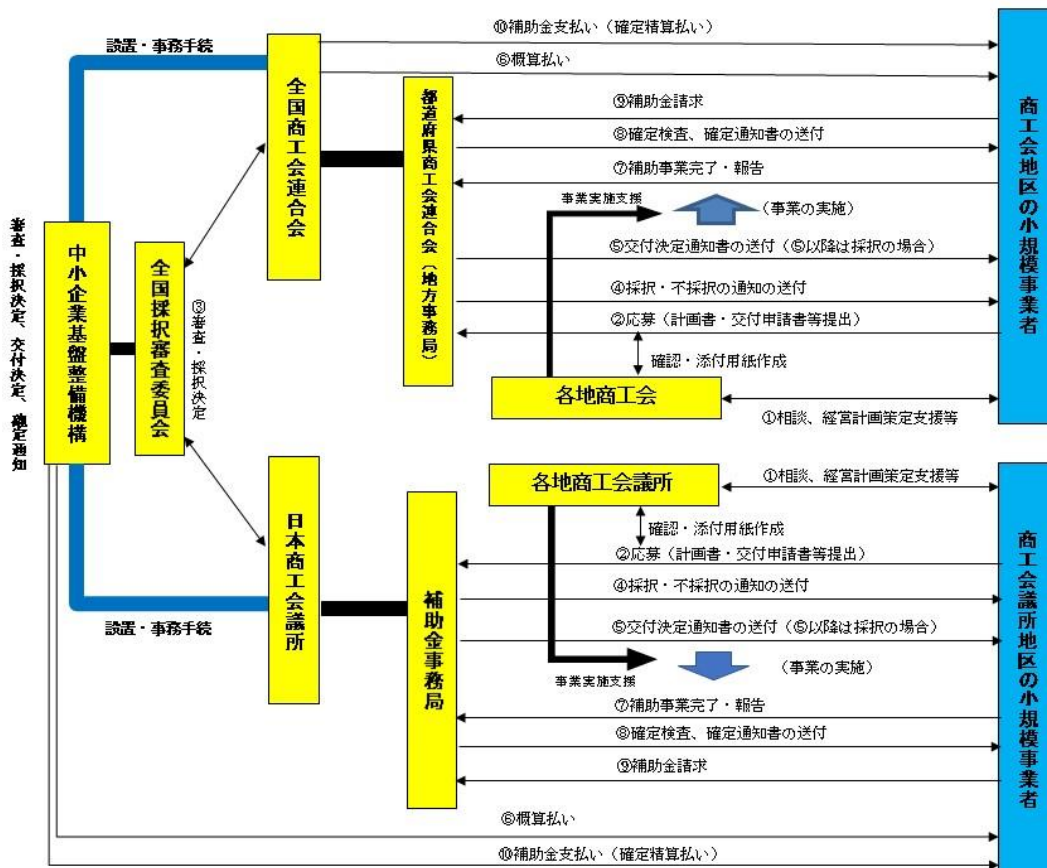 ⑩補助金支払い（確定精算払い）
設置・事務手続
⑥概算払い
全国商工会連合会
都道府県商工会連合会（地方事務局）
商工会地区の小規模事業者
⑨補助金請求
⑧確定検査、確定通知書の送付
⑦補助事業完了・報告
事業実施支援
（事業の実施）
⑤交付決定通知書の送付（⑤以降は採択の場合）
④採択・不採択の通知の送付
②応募（計画書・交付申請書等提出）
確認・添付用紙作成
各地商工会
①相談、経営計画策定支援等
審査・採択決定、交付決定、確定通知
中小企業基盤整備機構
全国採択審査委員会
③審査・採択決定
各地商工会議所
①相談、経営計画策定支援等
確認・添付用紙作成
②応募（計画書・交付申請書等提出）
④採択・不採択の通知の送付
⑤交付決定通知書の送付（⑤以降は採択の場合）
日本商工会議所
補助金事務局
商工会議所地区の小規模事業者
設置・事務手続
事業実施支援
（事業の実施）
⑦補助事業完了・報告
⑧確定検査、確定通知書の送付
⑨補助金請求
⑥概算払い
⑩補助金支払い（確定精算払い）